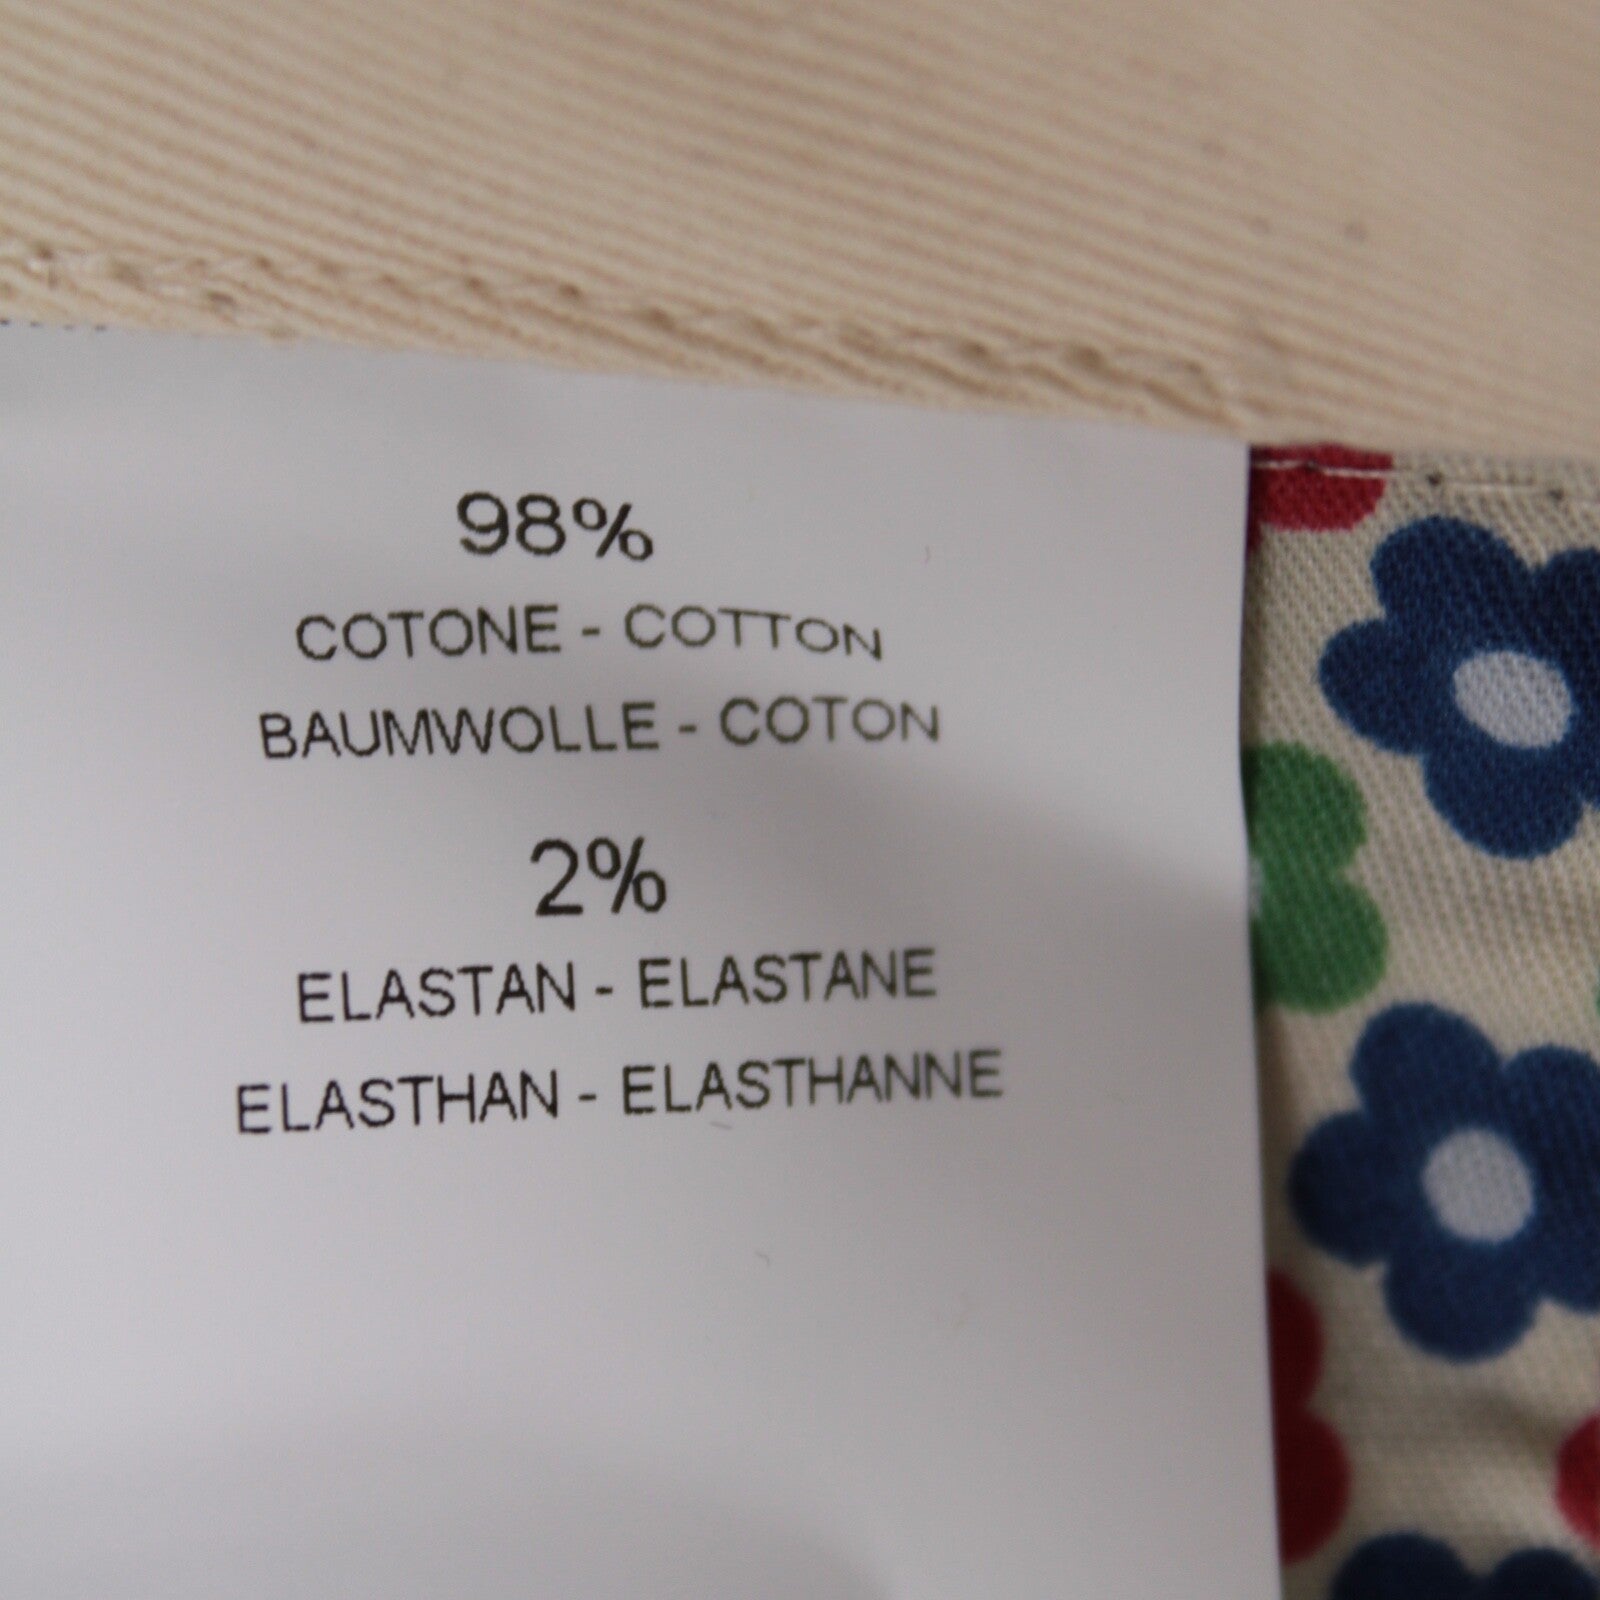 98%
COTONE - COTTON
BAUMWOLLE - COTON
2%
ELASTAN - ELASTANE
ELASTHAN - ELASTHANNE